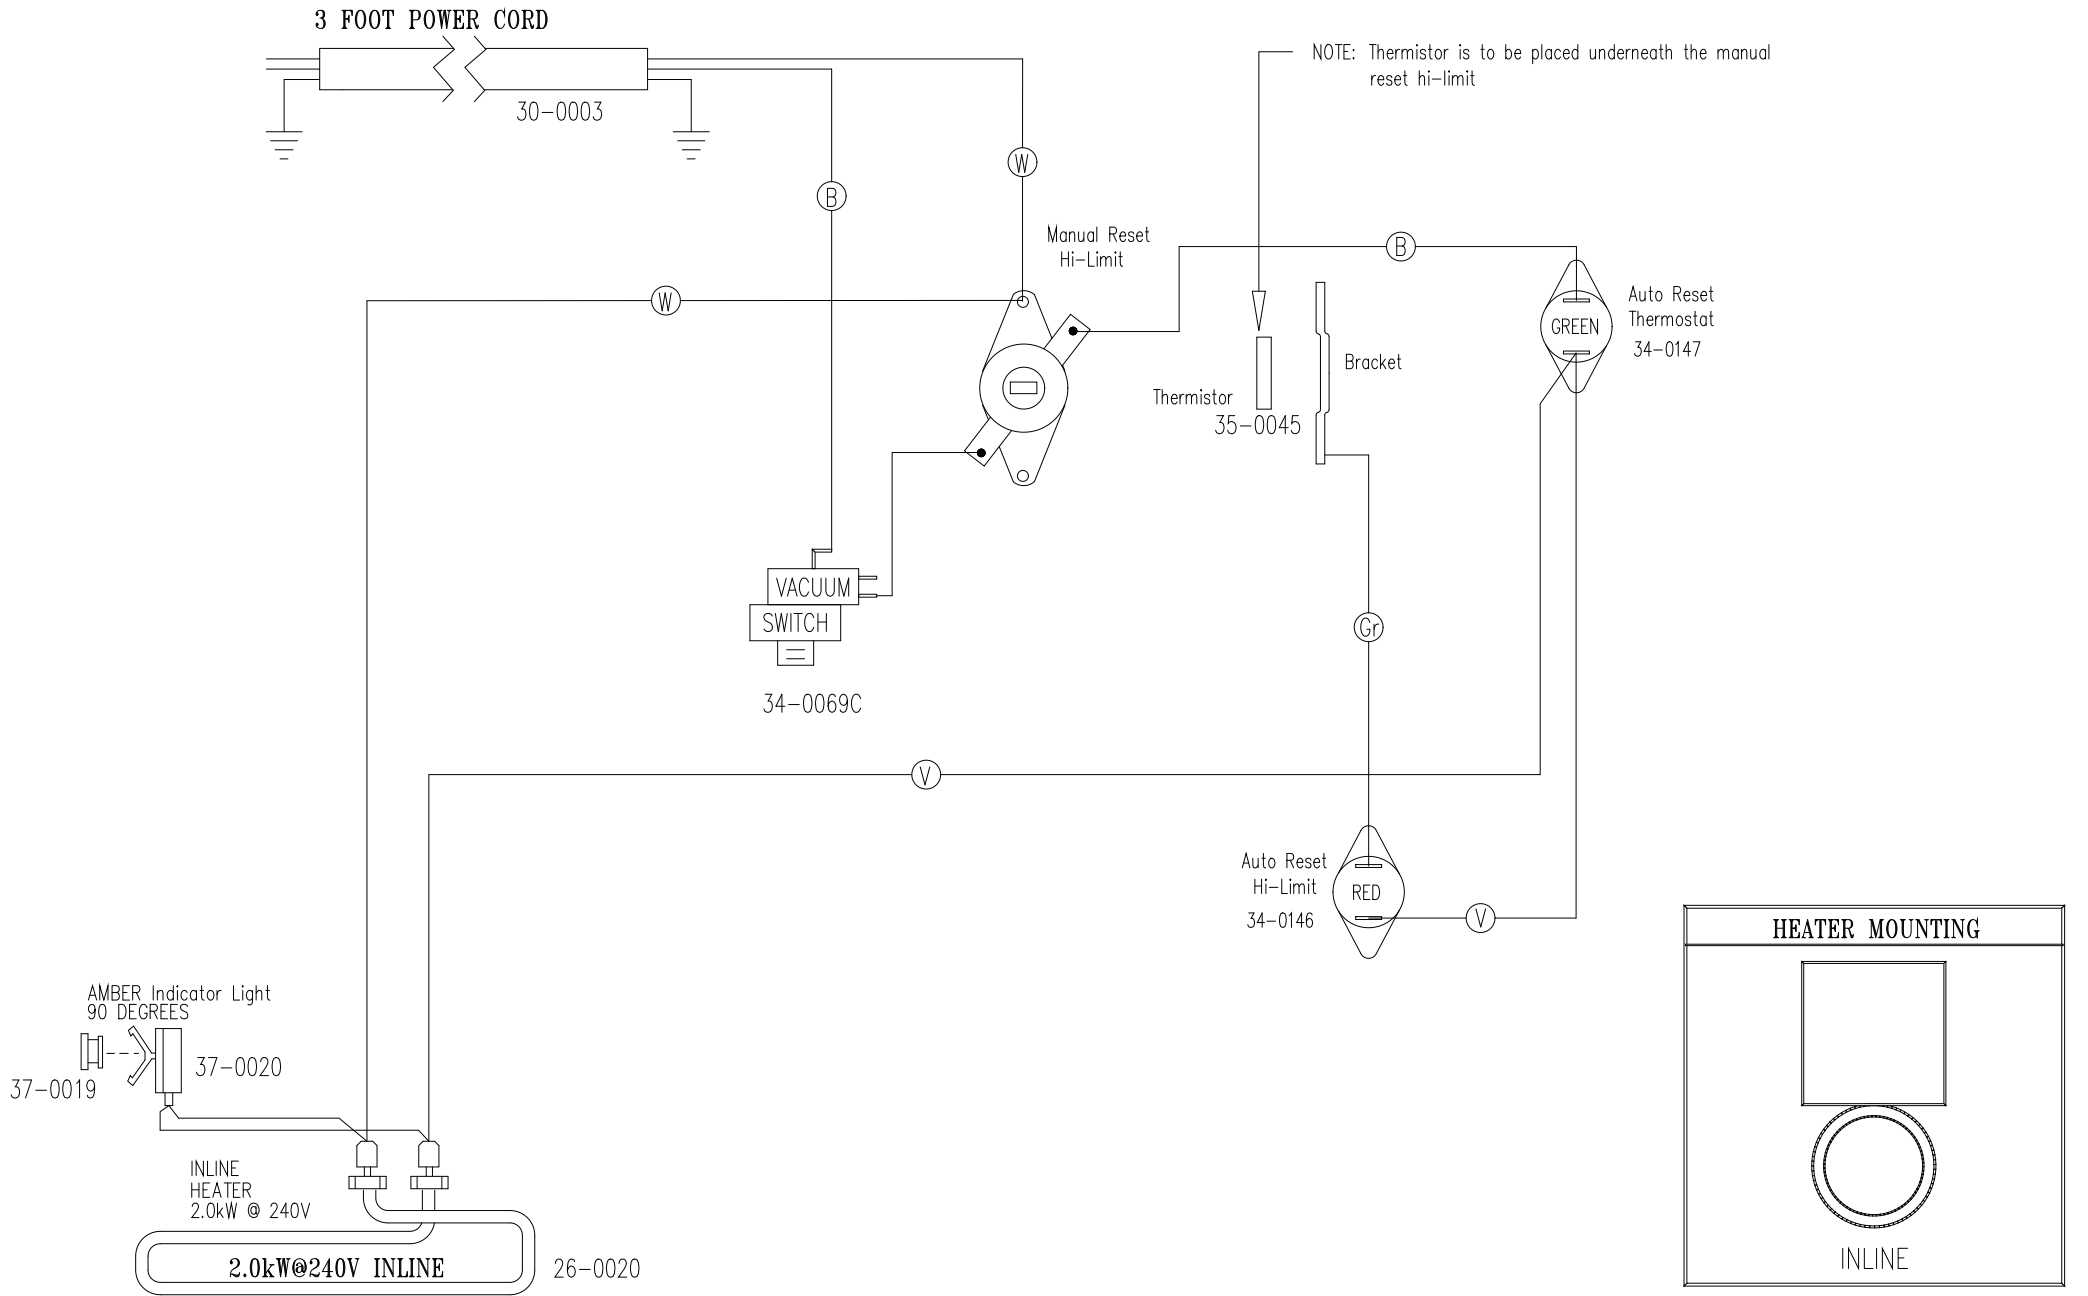 3 FOOT POWER CORD
30-0003
NOTE: Thermistor is to be placed underneath the manual
reset hi-limit
W
B
Manual Reset
Hi-Limit
B
W
Auto Reset
Thermostat
34-0147
GREEN
Bracket
Thermistor
35-0045
VACUUM
SWITCH
34-0069C
Gr
V
Auto Reset
Hi-Limit
34-0146
RED
V
HEATER MOUNTING
INLINE
AMBER Indicator Light
90 DEGREES
37-0020
37-0019
INLINE
HEATER
2.0kW @ 240V
2.0kW@240V INLINE
26-0020